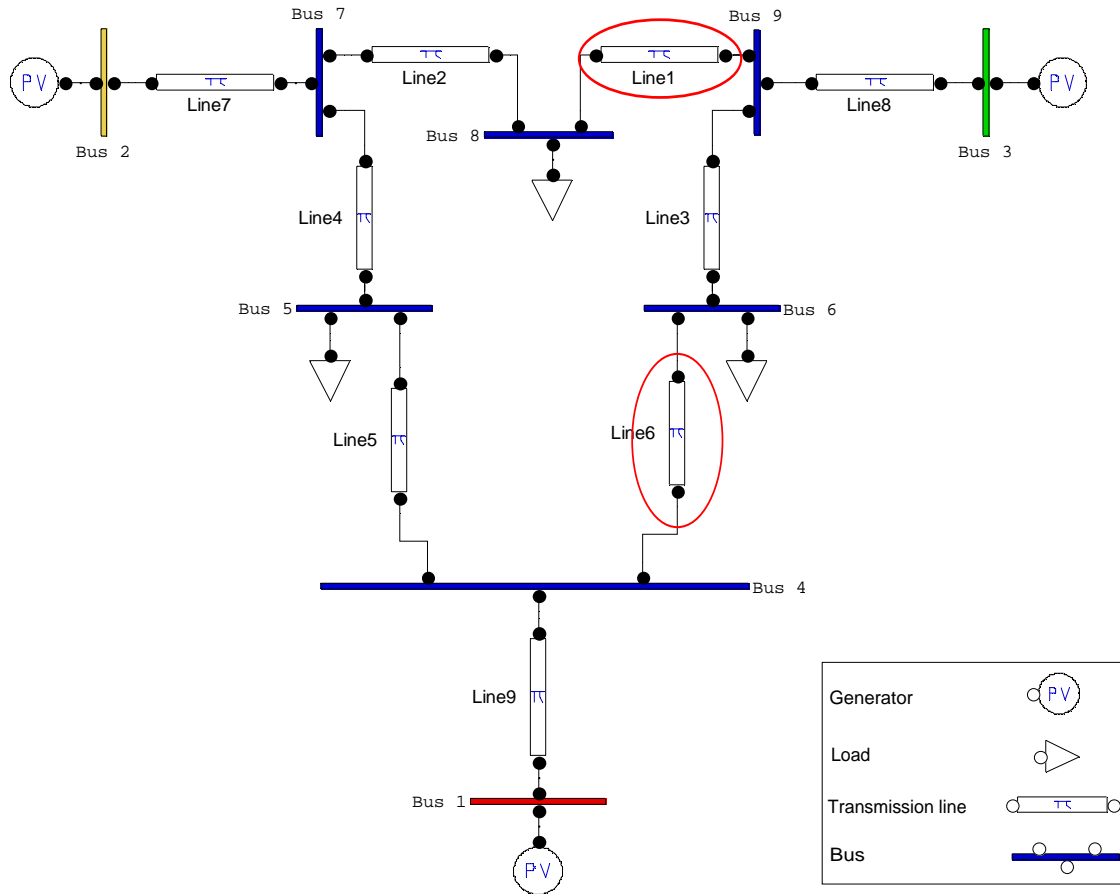 Bus 7
Bus 9
π
Line2
π
Line1
PV
π
Line7
Bus 2
π
Line8
PV
Bus 3
Bus 8
Line4
π
Line3
π
Bus 5
Bus 6
Line5
π
Line6
π
Bus 4
Line9
π
Bus 1
PV
Generator
PV
Load
Transmission line
π
Bus